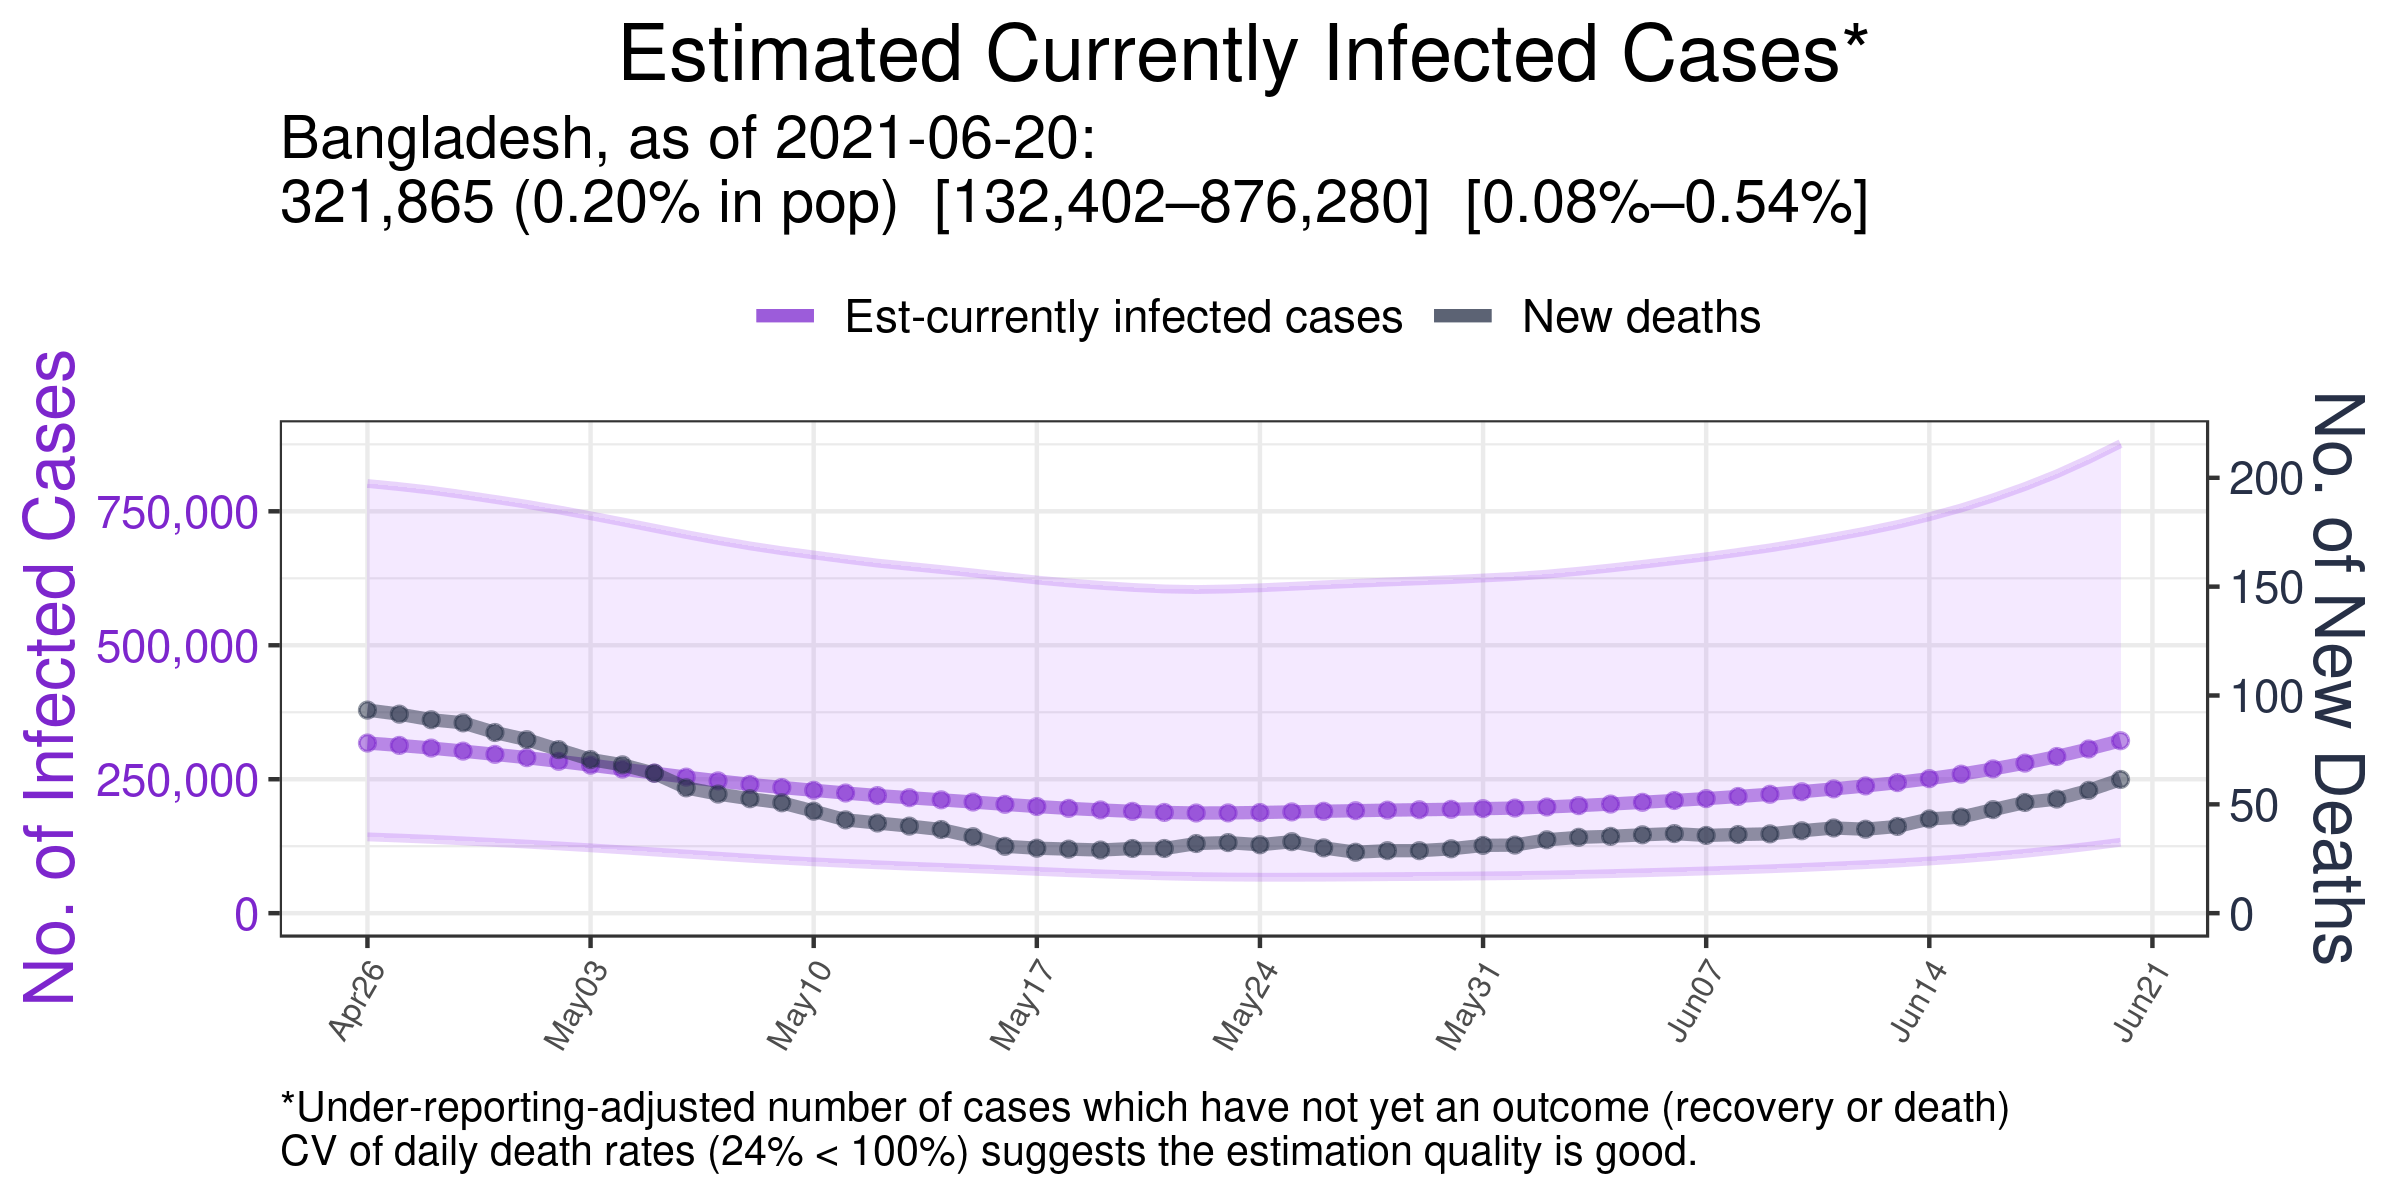 Estimated Currently Infected Cases*
Bangladesh, as of 2021-06-20:
321,865 (0.20% in pop)  [132,402–876,280]  [0.08%–0.54%]
Est-currently infected cases
New deaths
No. of Infected Cases
750,000
500,000
250,000
0
200
150
100
50
0
No. of New Deaths
Apr26
May03
May10
May17
May24
May31
Jun07
Jun14
Jun21
*Under-reporting-adjusted number of cases which have not yet an outcome (recovery or death)
CV of daily death rates (24% < 100%) suggests the estimation quality is good.